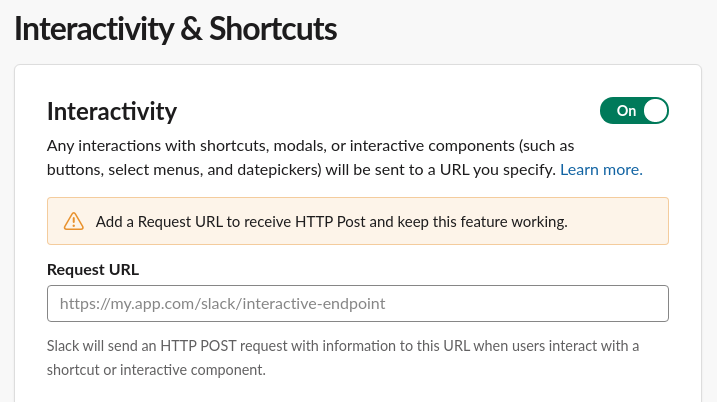 Interactivity & Shortcuts
Interactivity
On
Any interactions with shortcuts, modals, or interactive components (such as
buttons, select menus, and datepickers) will be sent to a URL you specify. Learn more.
Add a Request URL to receive HTTP Post and keep this feature working.
Request URL
https://my.app.com/slack/interactive-endpoint
Slack will send an HTTP POST request with information to this URL when users interact with a
shortcut or interactive component.